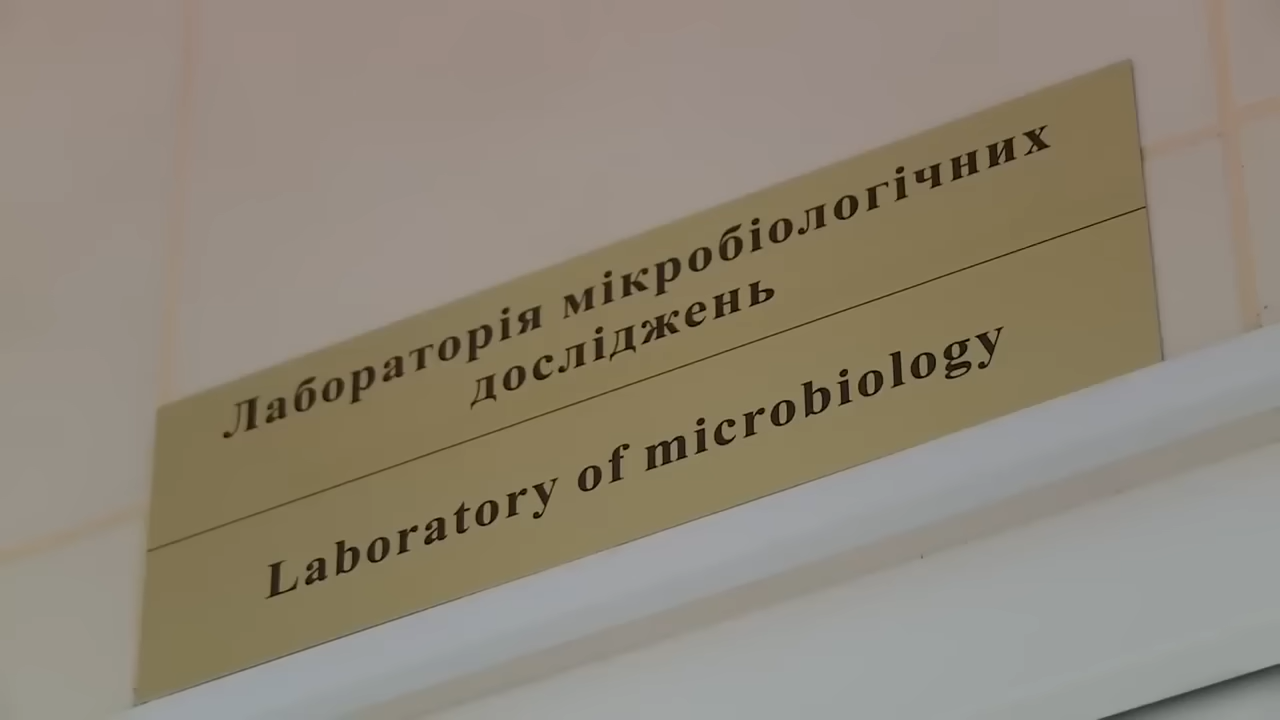 Лабораторія мікробіологічних
досліджень
Laboratory of microbiology